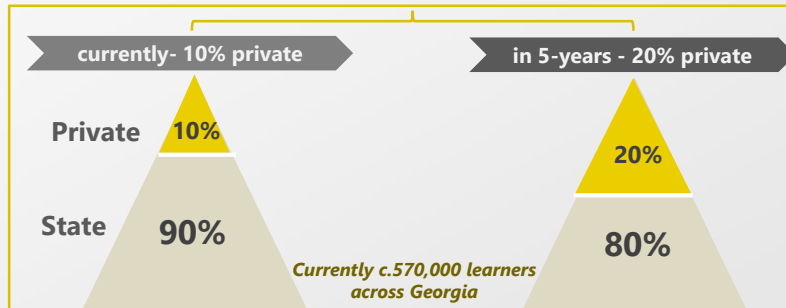 currently- 10% private
in 5-years - 20% private
Private
10%
20%
State
90%
80%
Currently c.570,000 learners
across Georgia